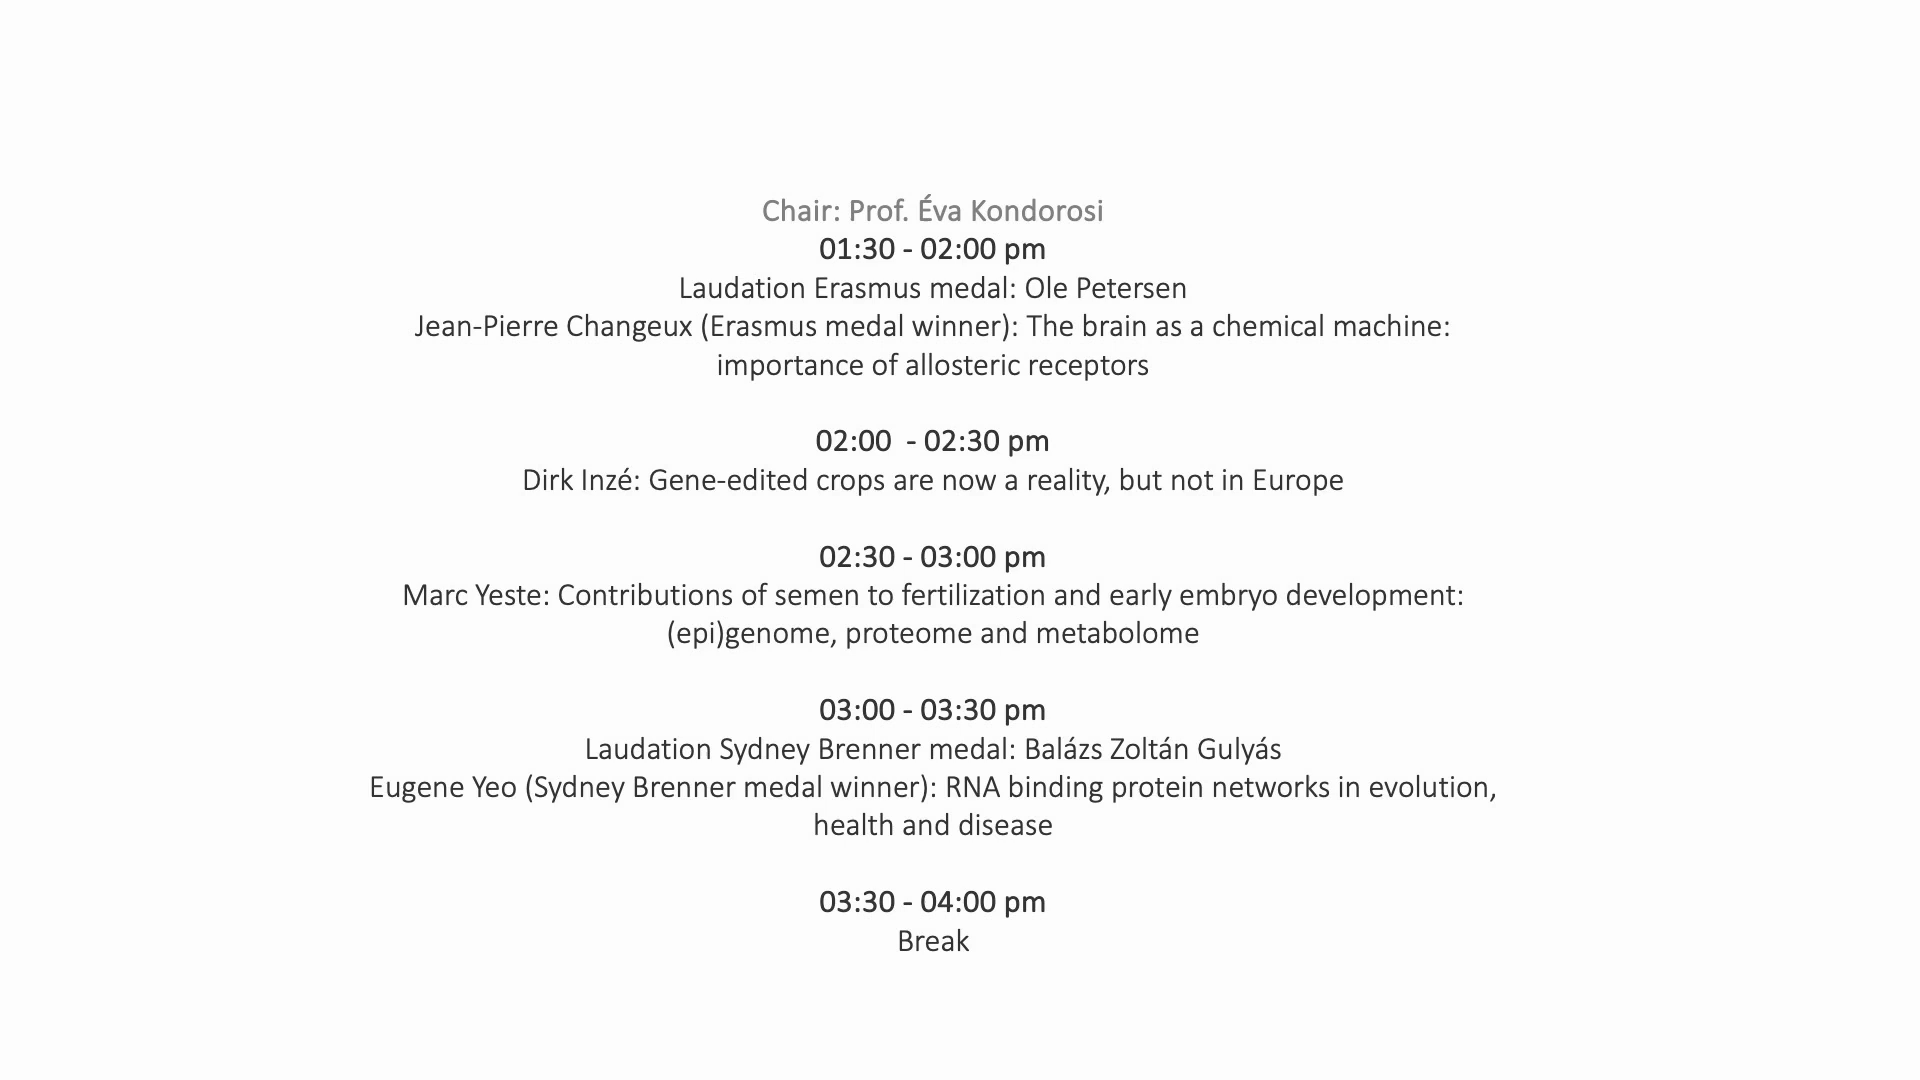 Chair: Prof. Éva Kondorosi
01:30 - 02:00 pm
Laudation Erasmus medal: Ole Petersen
Jean-Pierre Changeux (Erasmus medal winner): The brain as a chemical machine:
importance of allosteric receptors
02:00  - 02:30 pm
Dirk Inzé: Gene-edited crops are now a reality, but not in Europe
02:30 - 03:00 pm
Marc Yeste: Contributions of semen to fertilization and early embryo development:
(epi)genome, proteome and metabolome
03:00 - 03:30 pm
Laudation Sydney Brenner medal: Balázs Zoltán Gulyás
Eugene Yeo (Sydney Brenner medal winner): RNA binding protein networks in evolution,
health and disease
03:30 - 04:00 pm
Break